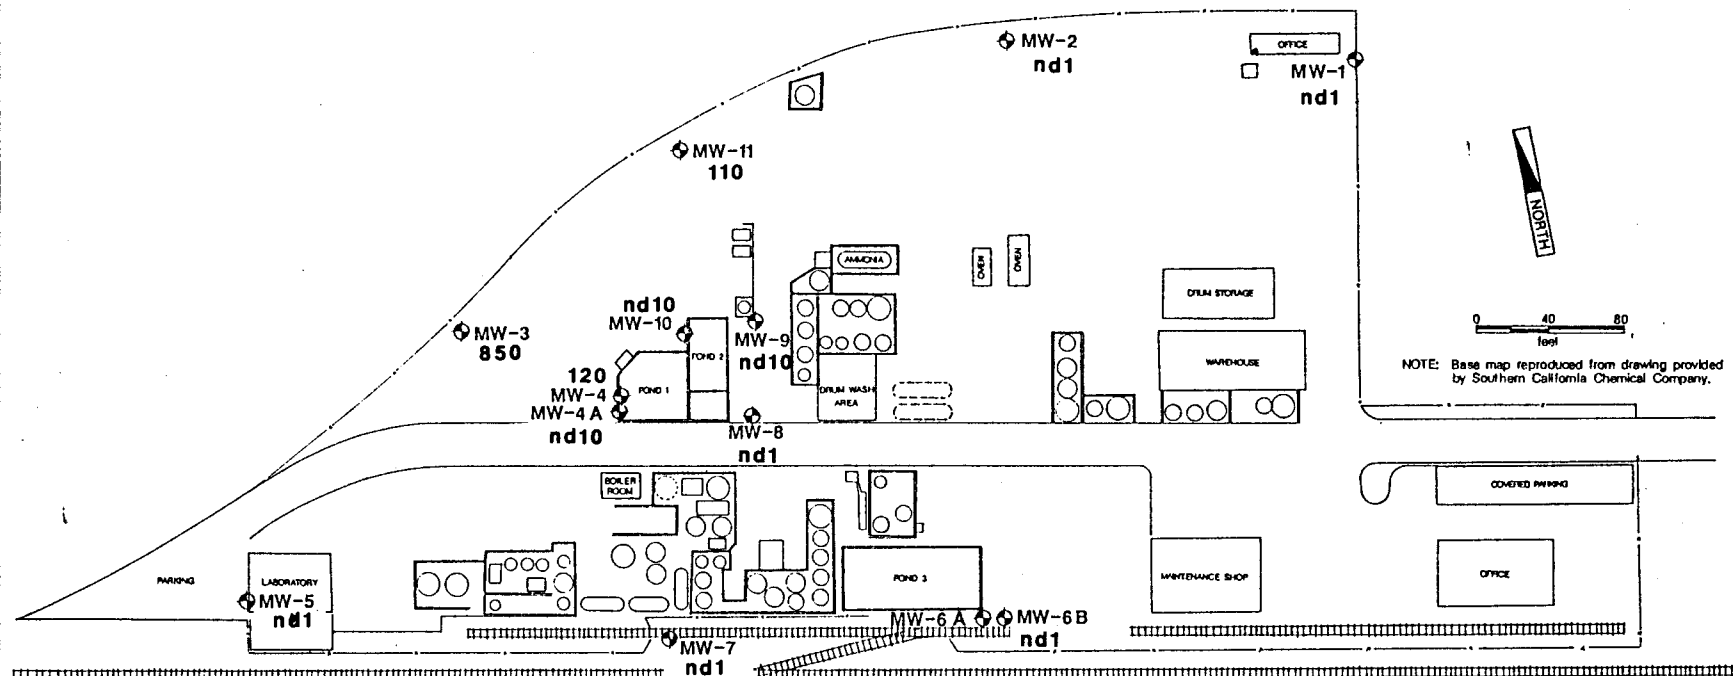 MW-2
nd1
OFFICE
MW-1
nd1
MW-11
110
NORTH
AMMONIA
OVEN
OVEN
DRUM STORAGE
nd10
MW-10
MW-3
850
MW-9
nd10
POND 2
0 40 80
feet
WAREHOUSE
NOTE: Base map reproduced from drawing provided
by Southern California Chemical Company.
120
MW-4
POND 1
DRUM WASH
AREA
MW-4A
nd10
MW-8
nd1
BOILER
ROOM
COVERED PARKING
PARKING
LABORATORY
MW-5
nd1
POND 3
MAINTENANCE SHOP
OFFICE
MW-6A
MW-6B
nd1
MW-7
nd1